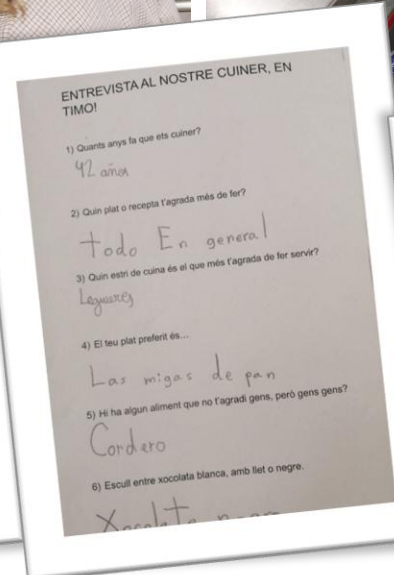 ENTREVISTA AL NOSTRE CUINER, EN
TIMO!
1) Quants anys fa que ets cuiner?
42 años
2) Quin plat o recepta t'agrada més de fer?
todo En general
3) Quin estri de cuina és el que més t'agrada de fer servir?
4) El teu plat preferit és...
Las migas de pan
5) Hi ha algun aliment que no t'agradi gens, però gens gens?
Cordero
6) Escull entre xocolata blanca, amb llet o negre.